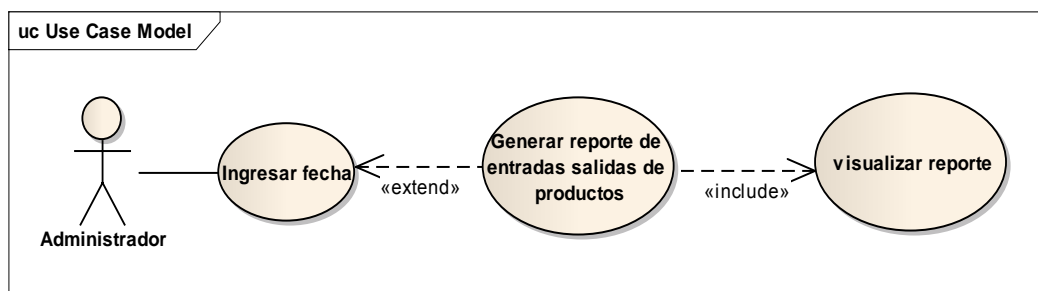 uc Use Case Model
Administrador
Ingresar fecha
«extend»
Generar reporte de
entradas salidas de
productos
«include»
visualizar reporte